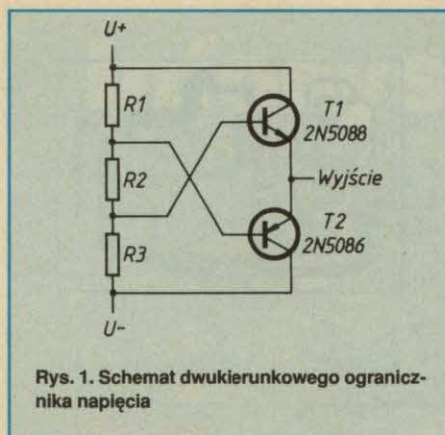 U+
R1
T1
2N5088
R2
Wyjście
T2
2N5086
R3
U-
Rys. 1. Schemat dwukierunkowego ogranicz-
nika napięcia